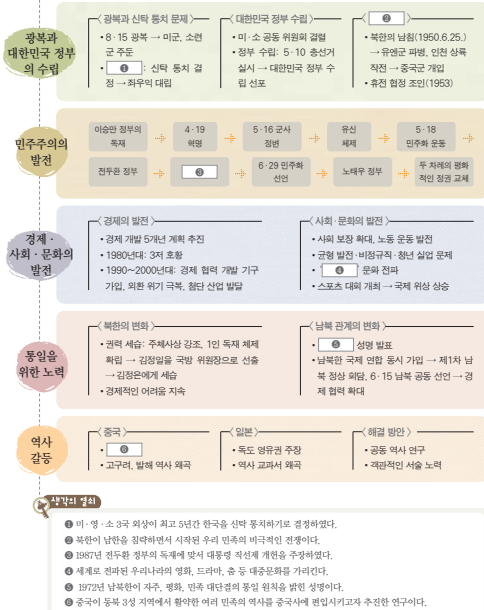 광복과
대한민국 정부
의 수립
광복과 신탁 통치 문제
• 8·15 광복 → 미군, 소련
군 주둔
• ❶ : 신탁 통치 결
정 → 좌우익 대립
대한민국 정부 수립
• 미·소 공동 위원회 결렬
• 정부 수립: 5·10 총선거
실시 → 대한민국 정부 수
립 선포
❷
• 북한의 남침(1950.6.25.)
→ 유엔군 파병, 인천 상륙
작전 → 중국군 개입
• 휴전 협정 조인(1953)
민주주의의
발전
이승만 정부의
독재
4·19
혁명
5·16 군사
정변
유신
체제
5·18
민주화 운동
전두환 정부
❸
6·29 민주화
선언
노태우 정부
두 차례의 평화
적인 정권 교체
경제·
사회·문화의
발전
경제의 발전
• 경제 개발 5개년 계획 추진
• 1980년대: 3저 호황
• 1990~2000년대: 경제 협력 개발 기구
가입, 외환 위기 극복, 첨단 산업 발달
사회·문화의 발전
• 사회 보장 확대, 노동 운동 발전
• 균형 발전·비정규직·청년 실업 문제
• ‘ ❹ ’ 문화 전파
• 스포츠 대회 개최 → 국제 위상 상승
통일을
위한 노력
북한의 변화
• 권력 세습: 주체사상 강조, 1인 독재 체제
확립 → 김정일을 국방 위원장으로 선출
→ 김정은에게 세습
• 경제적인 어려움 지속
남북 관계의 변화
• ❺ 성명 발표
• 남북한 국제 연합 동시 가입 → 제1차 남
북 정상 회담, 6·15 남북 공동 선언 → 경
제 협력 확대
역사
갈등
중국
• ❻
• 고구려, 발해 역사 왜곡
일본
• 독도 영유권 주장
• 역사 교과서 왜곡
해결 방안
• 공동 역사 연구
• 객관적인 서술 노력
생각의 열쇠
❶ 미·영·소 3국 외상이 최고 5년간 한국을 신탁 통치하기로 결정하였다.
❷ 북한이 남한을 침략하면서 시작된 우리 민족의 비극적인 전쟁이다.
❸ 1987년 전두환 정부의 독재에 맞서 대통령 직선제 개헌을 주장하였다.
❹ 세계로 전파된 우리나라의 영화, 드라마, 춤 등 대중문화를 가리킨다.
❺ 1972년 남북한이 자주, 평화, 민족 대단결의 통일 원칙을 밝힌 성명이다.
❻ 중국이 동북 3성 지역에서 활약한 여러 민족의 역사를 중국사에 편입시키고자 추진한 연구이다.